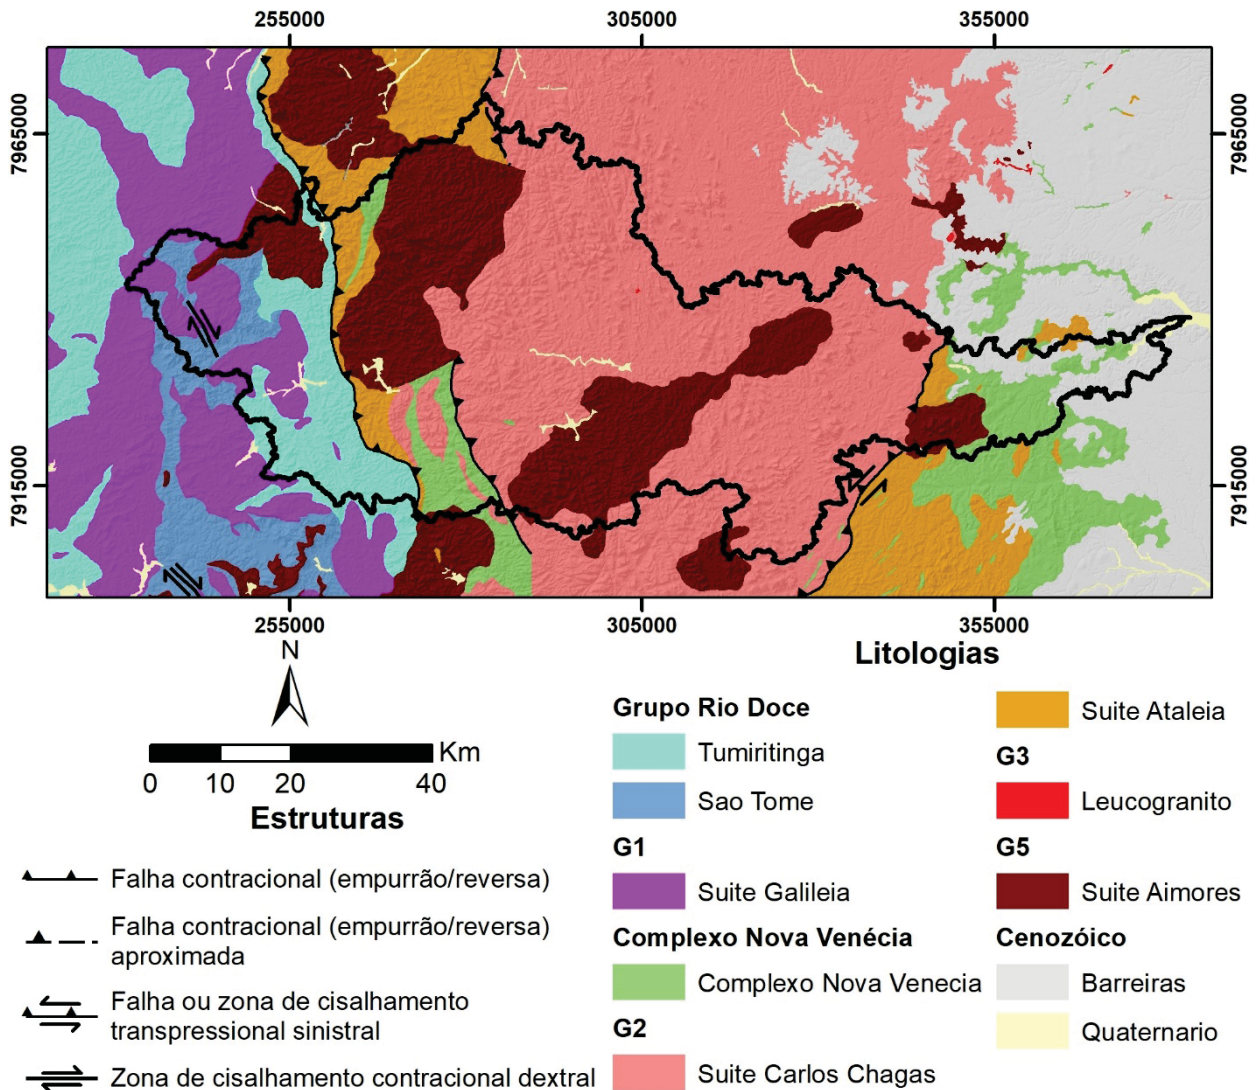 255000
305000
355000
7965000
7965000
7915000
7915000
255000
305000
355000
N
Km
0 10 20 40
Estruturas
Falha contracional (empurrão/reversa)
Falha contracional (empurrão/reversa)
aproximada
Falha ou zona de cisalhamento
transpressional sinistral
Zona de cisalhamento contracional dextral
Litologias
Grupo Rio Doce
Tumiritinga
Sao Tome
G1
Suite Galileia
Complexo Nova Venécia
Complexo Nova Venecia
G2
Suite Carlos Chagas
Suite Ataleia
G3
Leucogranito
G5
Suite Aimores
Cenozóico
Barreiras
Quaternario